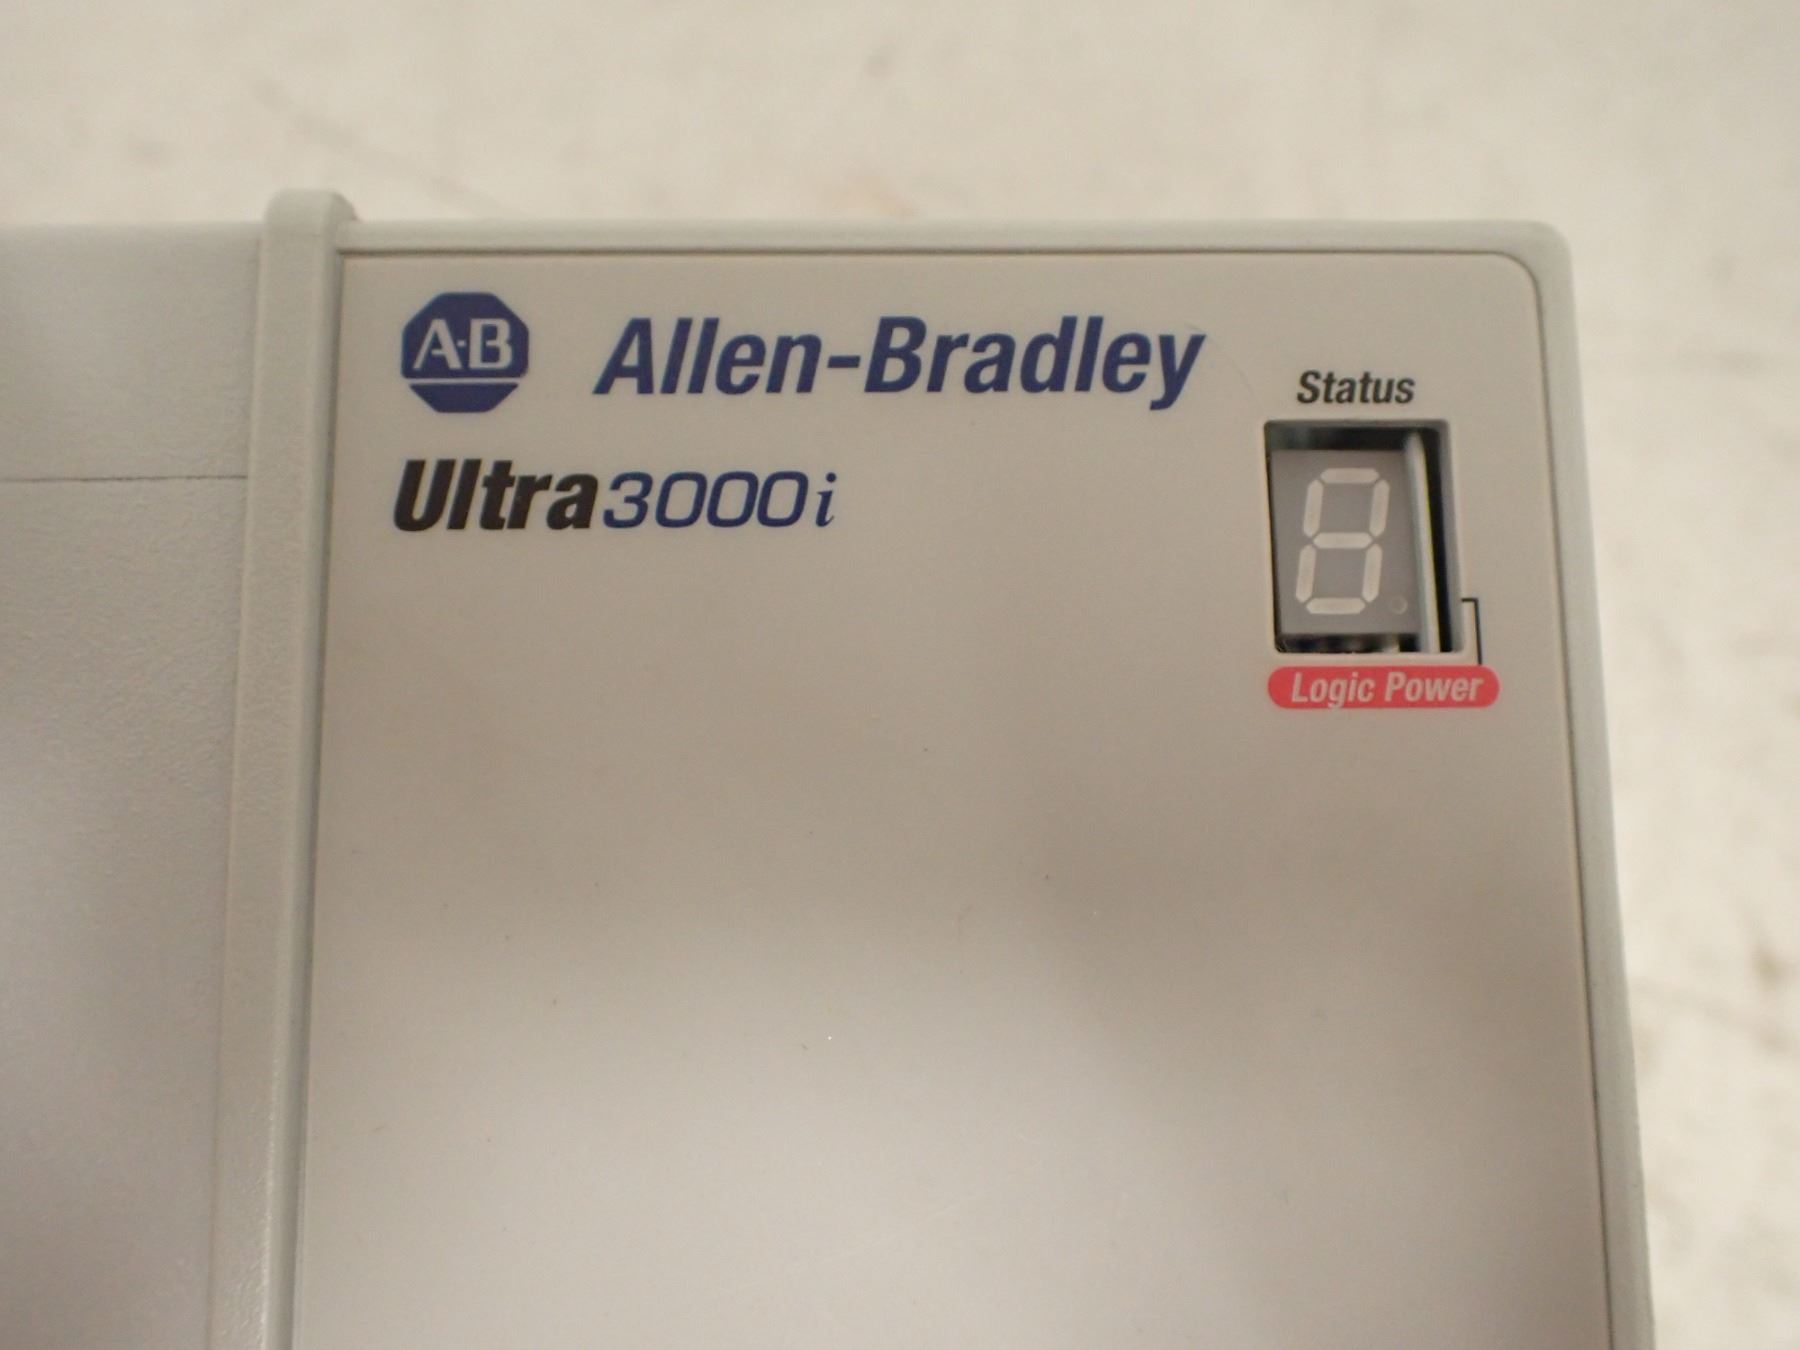 A-B Allen-Bradley
Ultra3000i
Status
Logic Power